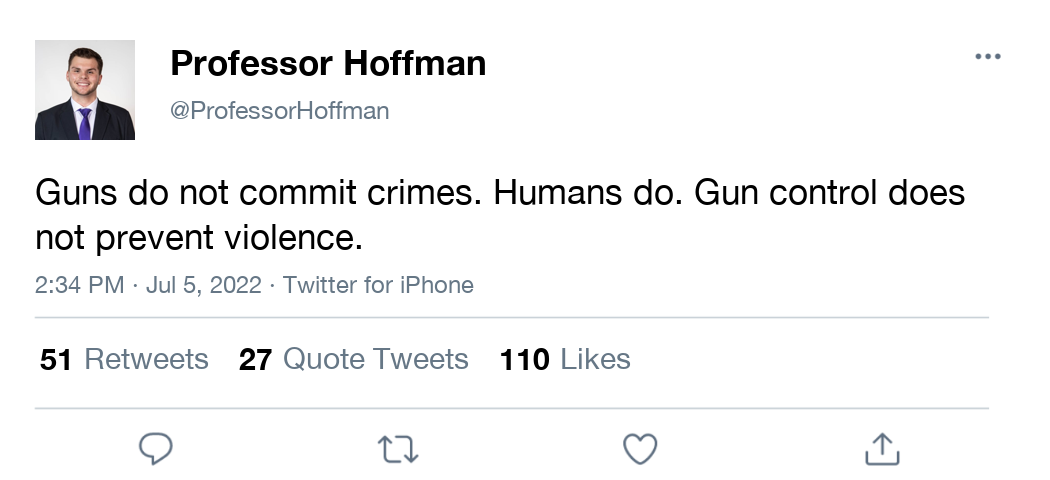 Professor Hoffman
@ProfessorHoffman
Guns do not commit crimes. Humans do. Gun control does
not prevent violence.
2:34 PM · Jul 5, 2022 · Twitter for iPhone
51 Retweets 27 Quote Tweets 110 Likes